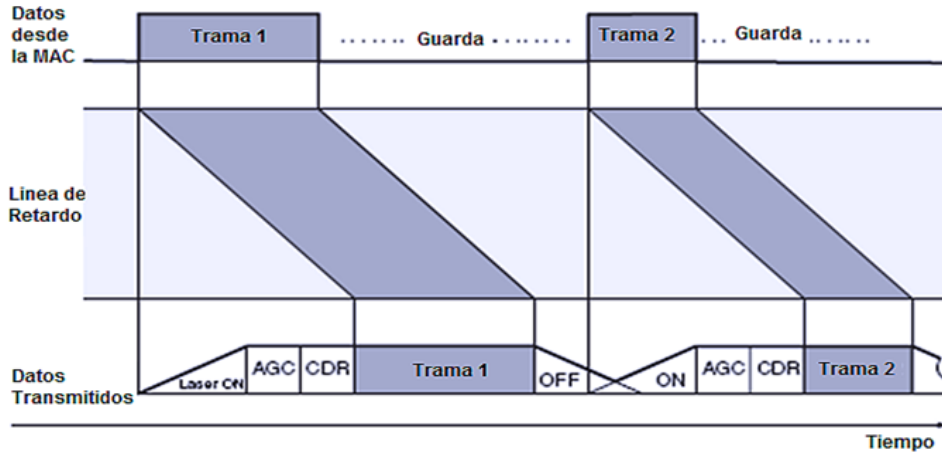 Datos
desde
la MAC
Trama 1
....... Guarda ........
Trama 2
... Guarda ......
Linea de
Retardo
Datos
Transmitidos
Laser ON
AGC
CDR
Trama 1
OFF
ON
AGC
CDR
Trama 2
Tiempo